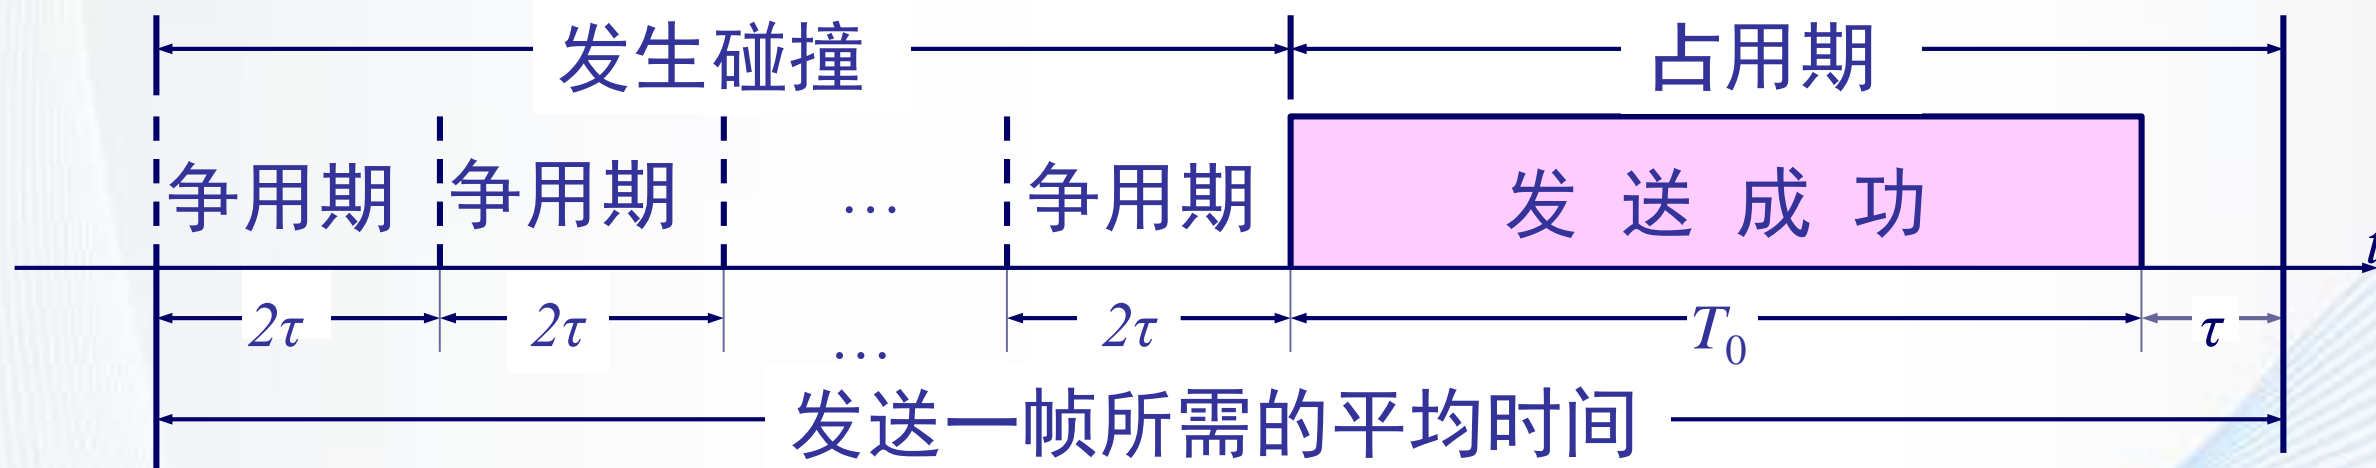 发生碰撞 占用期
争用期 争用期 … 争用期 发送成功
t
2τ 2τ … 2τ T₀ τ
发送一帧所需的平均时间